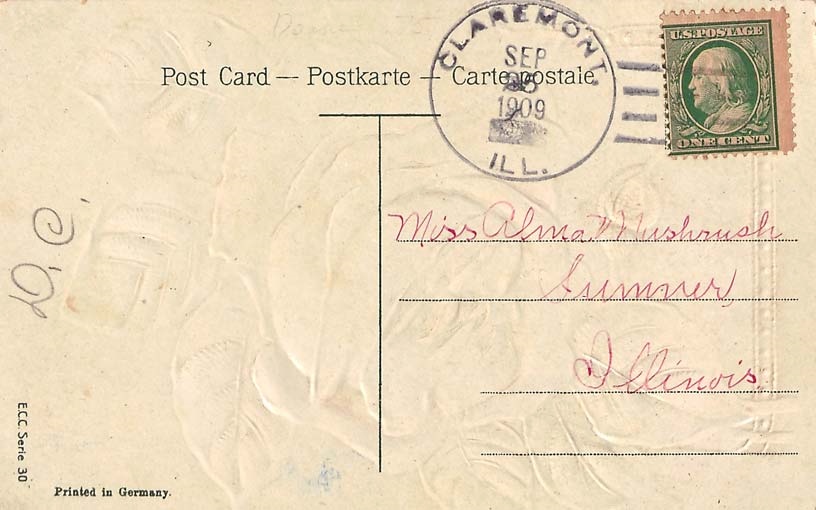 CLAREMONT,
SEP
1909
ILL.
U.S. POSTAGE
ONE CENT
Post Card — Postkarte — Carte postale
Miss Alma Mushrush
Sumner,
Illinois.
E.C.C. Serie 30
Printed in Germany.